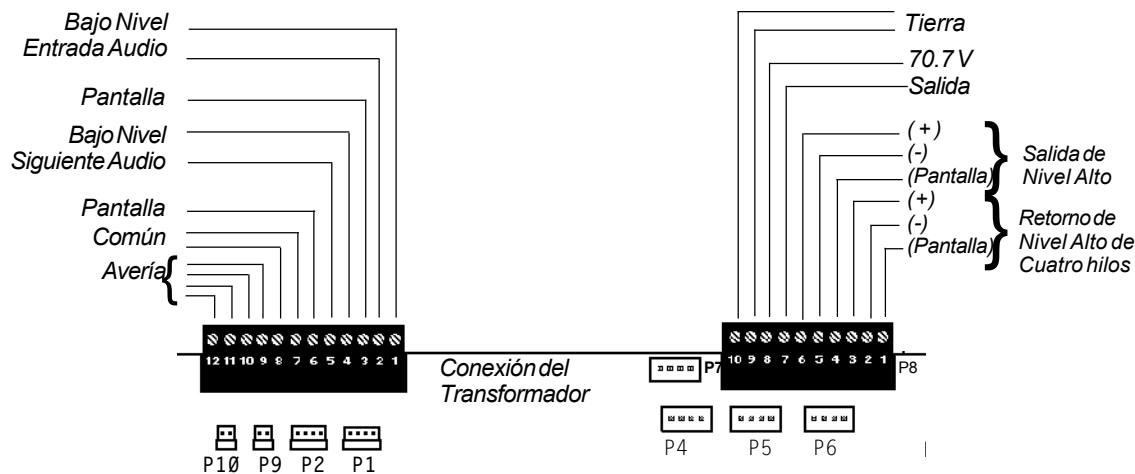 Bajo Nivel
Entrada Audio
Pantalla
Bajo Nivel
Siguiente Audio
Pantalla
Común
Avería
{
12 11 10 9 8 7 6 5 4 3 2 1
P10 P9 P2 P1
Conexión del
Transformador
Tierra
70.7 V
Salida
(+)
(-)
(Pantalla)
} Salida de
Nivel Alto
(+)
(-)
(Pantalla)
} Retorno de
Nivel Alto de
Cuatro hilos
P7
10 9 8 7 6 5 4 3 2 1
P8
P4 P5 P6